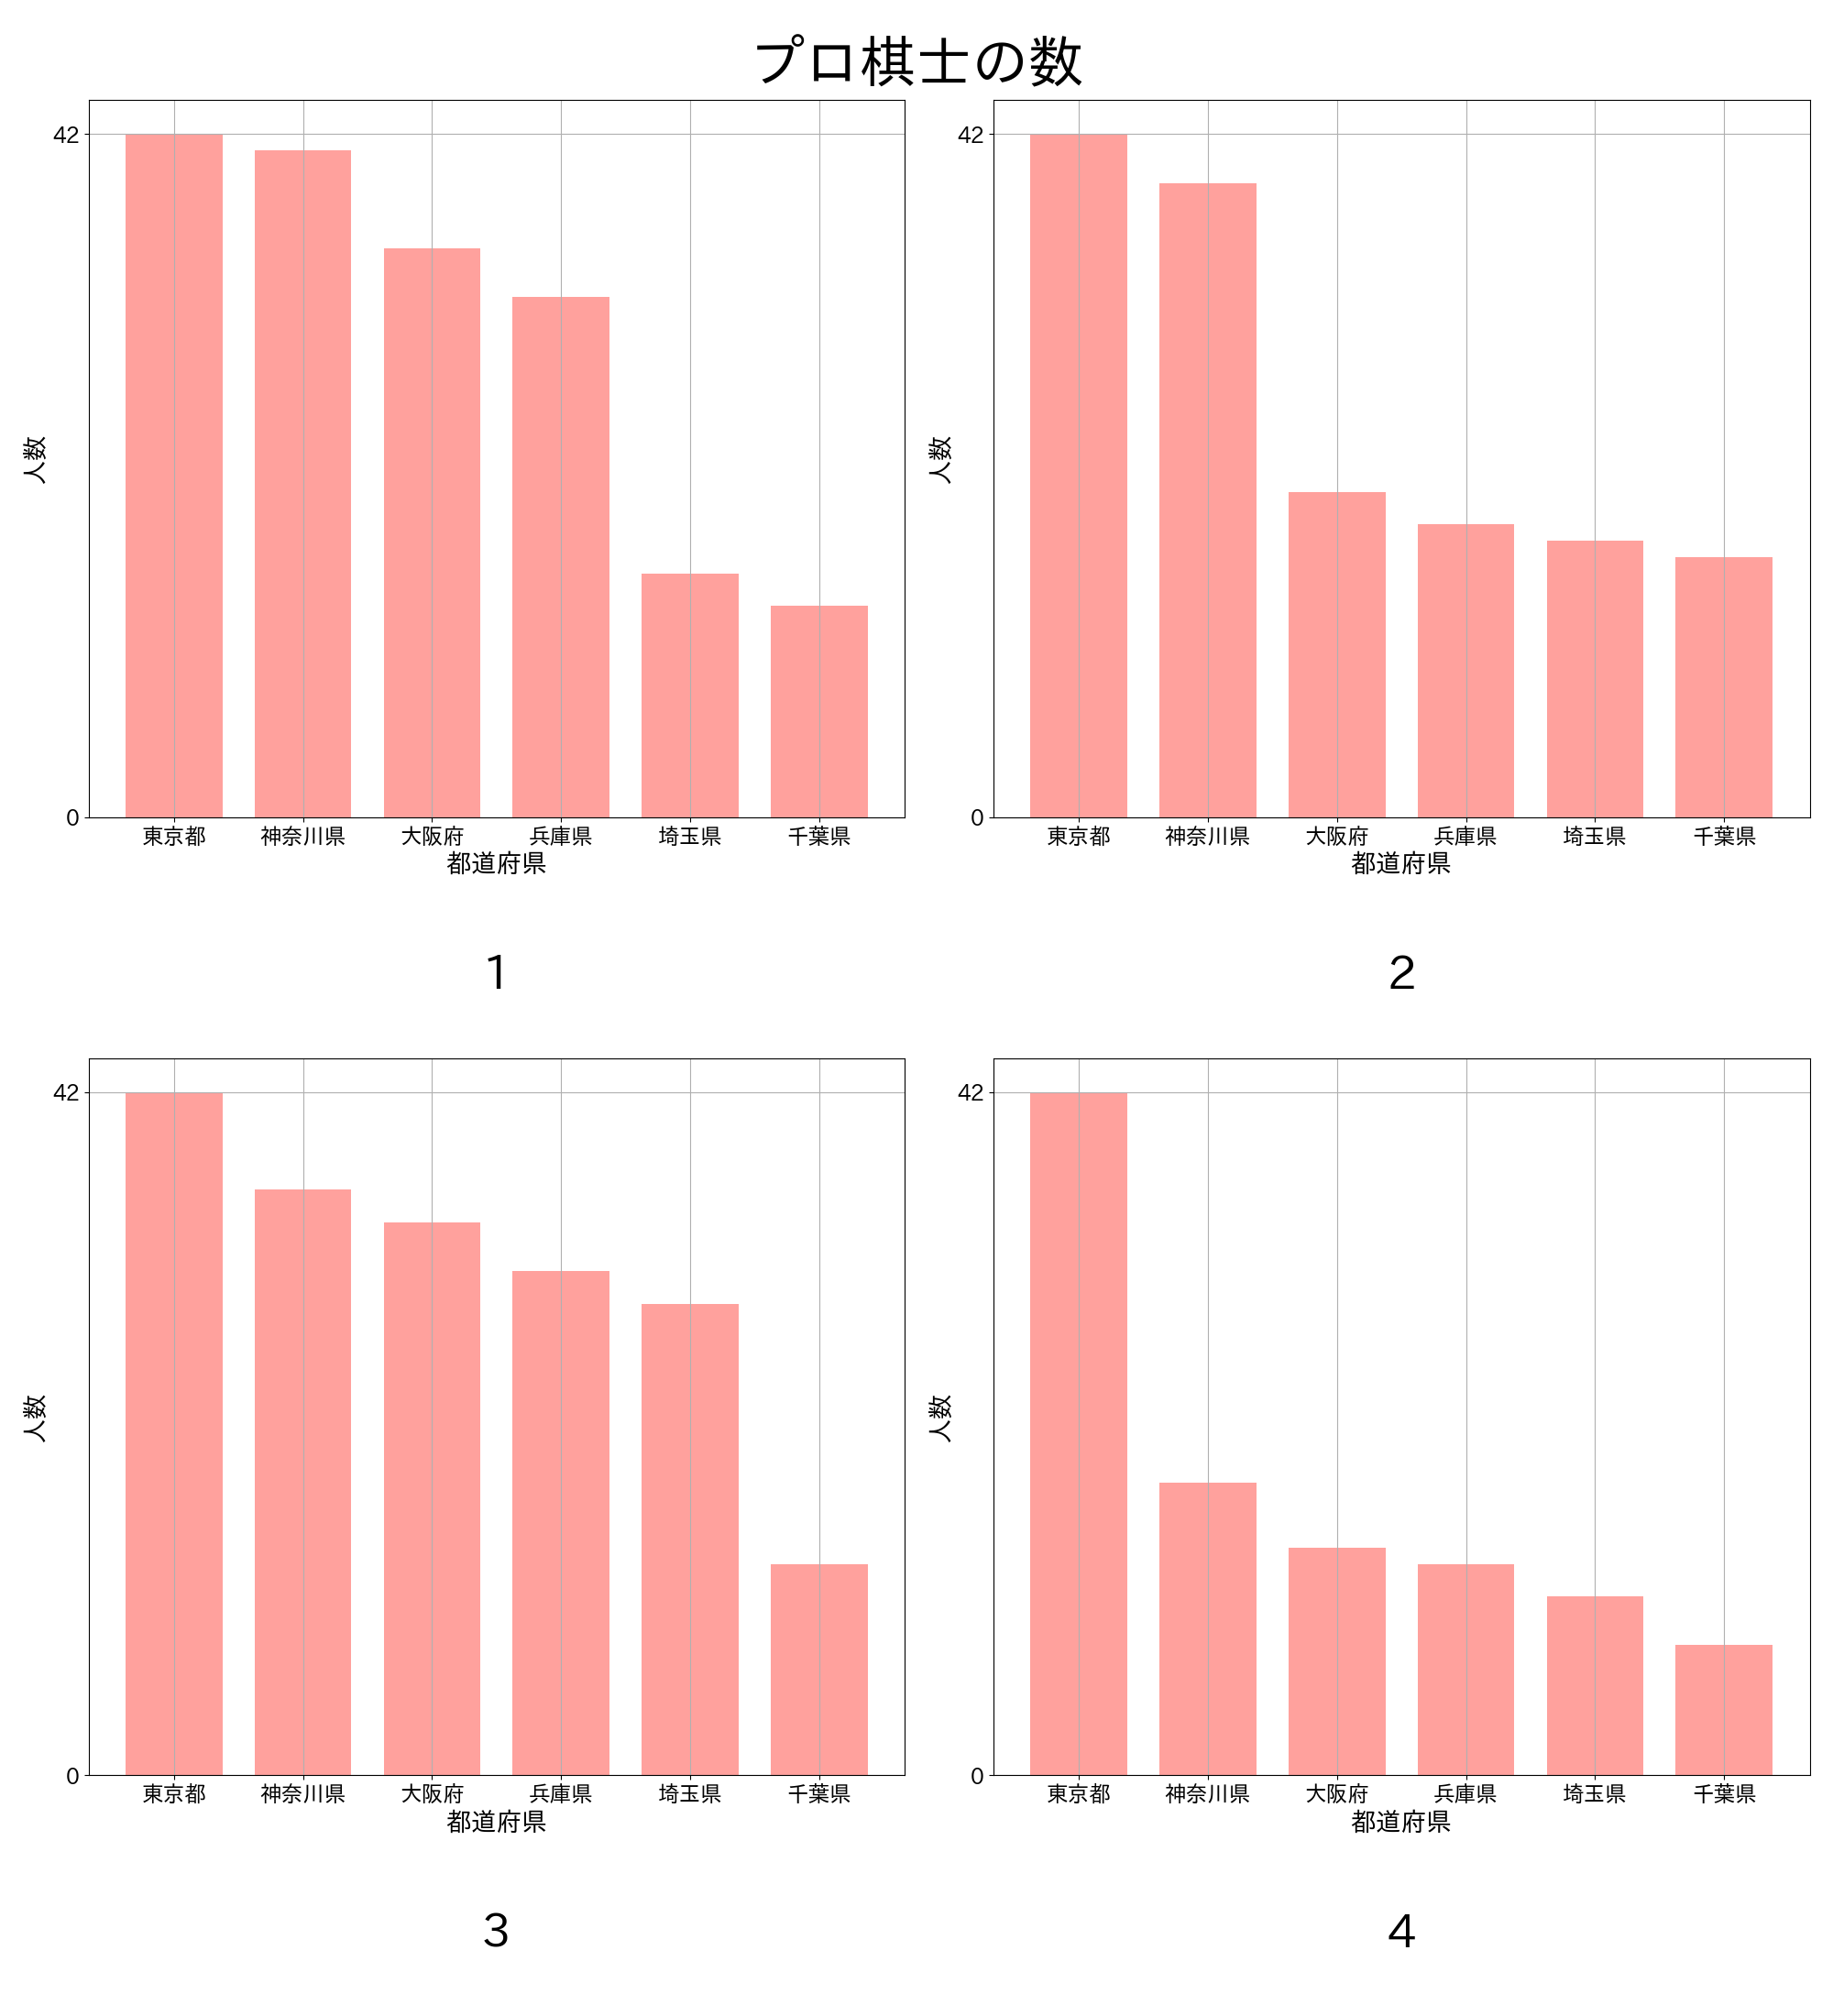 プロ棋士の数
42
0
人数
東京都 神奈川県 大阪府 兵庫県 埼玉県 千葉県
都道府県
1
42
0
人数
東京都 神奈川県 大阪府 兵庫県 埼玉県 千葉県
都道府県
2
42
0
人数
東京都 神奈川県 大阪府 兵庫県 埼玉県 千葉県
都道府県
3
42
0
人数
東京都 神奈川県 大阪府 兵庫県 埼玉県 千葉県
都道府県
4